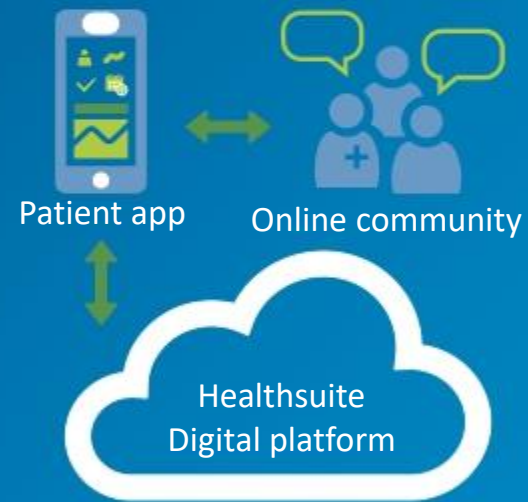 Patient app
Online community
Healthsuite
Digital platform